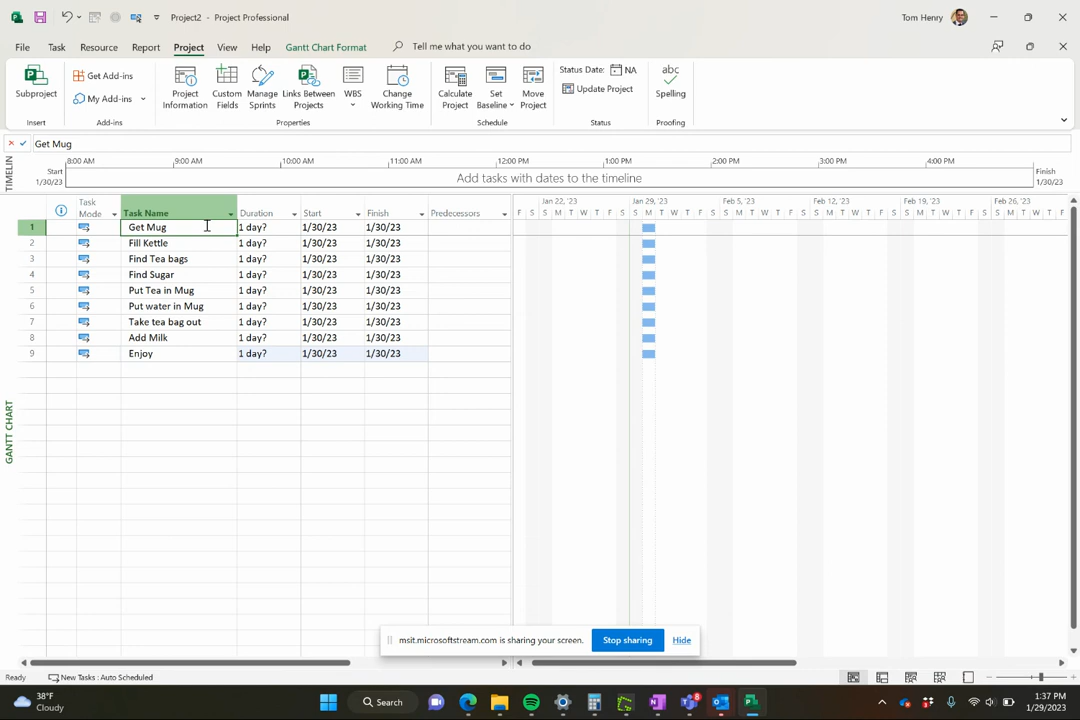 Project2 - Project Professional
Tom Henry
File Task Resource Report Project View Help Gantt Chart Format Tell me what you want to do
Subproject
Get Add-ins
My Add-ins
Project Information
Custom Fields
Manage Sprints
Links Between Projects
WBS
Change Working Time
Calculate Project
Set Baseline
Move Project
Status Date: NA
Update Project
abc
Spelling
Insert Add-ins Properties Schedule Status Proofing
Get Mug
TIMELIN
Start
1/30/23
8:00 AM 9:00 AM 10:00 AM 11:00 AM 12:00 PM 1:00 PM 2:00 PM 3:00 PM 4:00 PM
Add tasks with dates to the timeline
Finish
1/30/23
Task Mode Task Name Duration Start Finish Predecessors
Jan 22, '23 Jan 29, '23 Feb 5, '23 Feb 12, '23 Feb 19, '23 Feb 26, '23
F S S M T W T F S S M T W T F S S M T W T F S S M T W T F S S M T W T F S S M T W T F
1 Get Mug 1 day? 1/30/23 1/30/23
2 Fill Kettle 1 day? 1/30/23 1/30/23
3 Find Tea bags 1 day? 1/30/23 1/30/23
4 Find Sugar 1 day? 1/30/23 1/30/23
5 Put Tea in Mug 1 day? 1/30/23 1/30/23
6 Put water in Mug 1 day? 1/30/23 1/30/23
7 Take tea bag out 1 day? 1/30/23 1/30/23
8 Add Milk 1 day? 1/30/23 1/30/23
9 Enjoy 1 day? 1/30/23 1/30/23
GANTT CHART
msit.microsoftstream.com is sharing your screen.
Stop sharing
Hide
Ready New Tasks : Auto Scheduled
38°F
Cloudy
Search
8
1:37 PM
1/29/2023